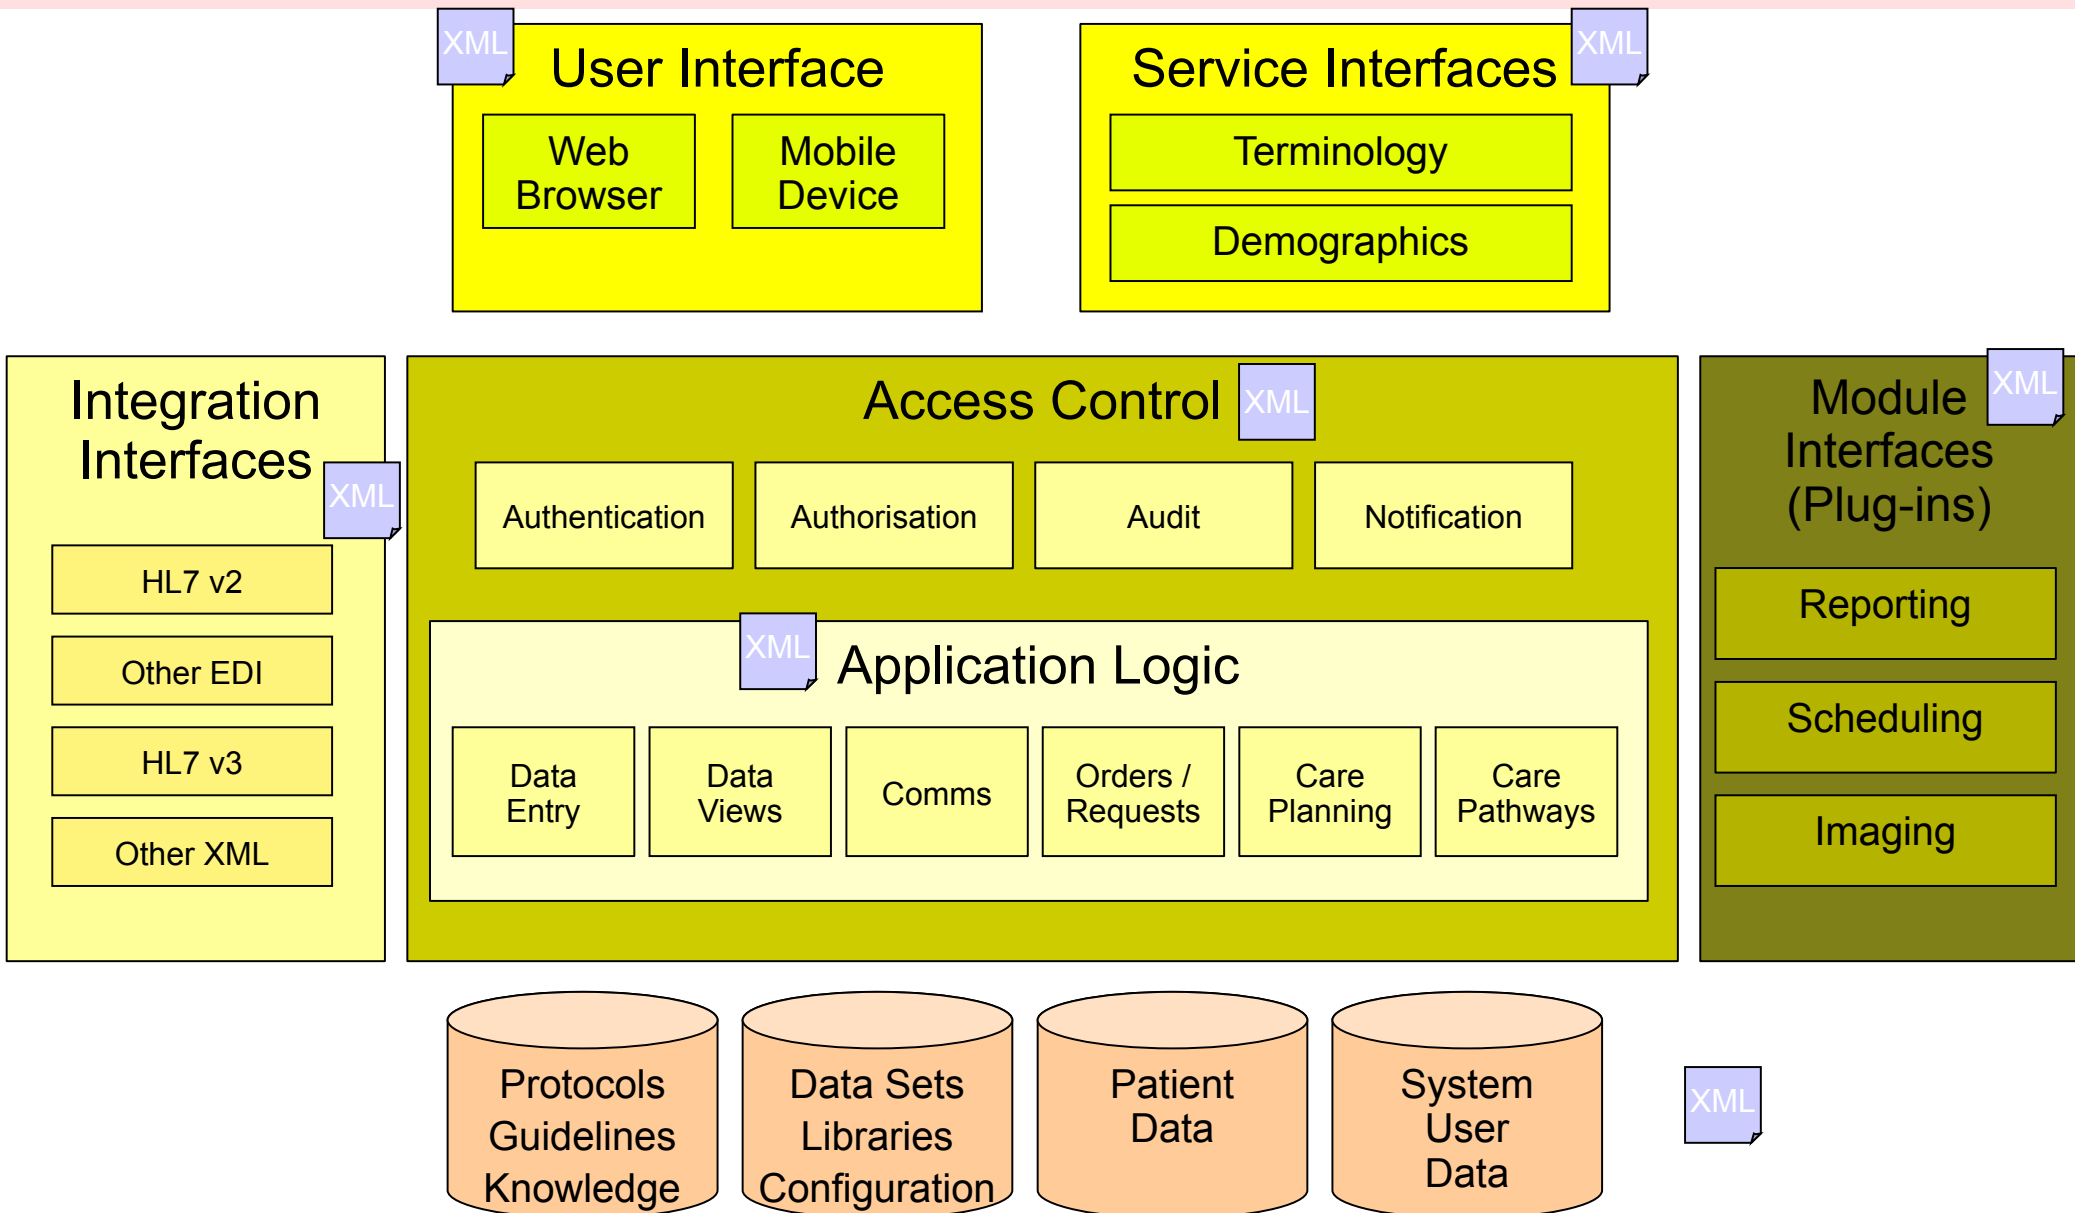 XML
User Interface
Web
Browser
Mobile
Device
XML
Service Interfaces
Terminology
Demographics
Integration
Interfaces
XML
HL7 v2
Other EDI
HL7 v3
Other XML
Access Control
XML
Authentication
Authorisation
Audit
Notification
XML
Application Logic
Data
Entry
Data
Views
Comms
Orders /
Requests
Care
Planning
Care
Pathways
XML
Module
Interfaces
(Plug-ins)
Reporting
Scheduling
Imaging
Protocols
Guidelines
Knowledge
Data Sets
Libraries
Configuration
Patient
Data
System
User
Data
XML